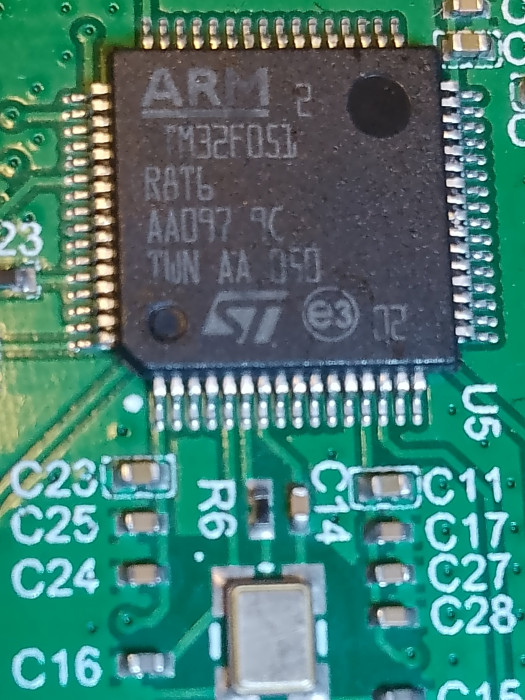 ARM 2
TM32F051
R8T6
AA097 9C
TWN AA 050
ST e3 02
23
U5
C23
R6
C14
C11
C25
C17
C24
C27
C28
C16